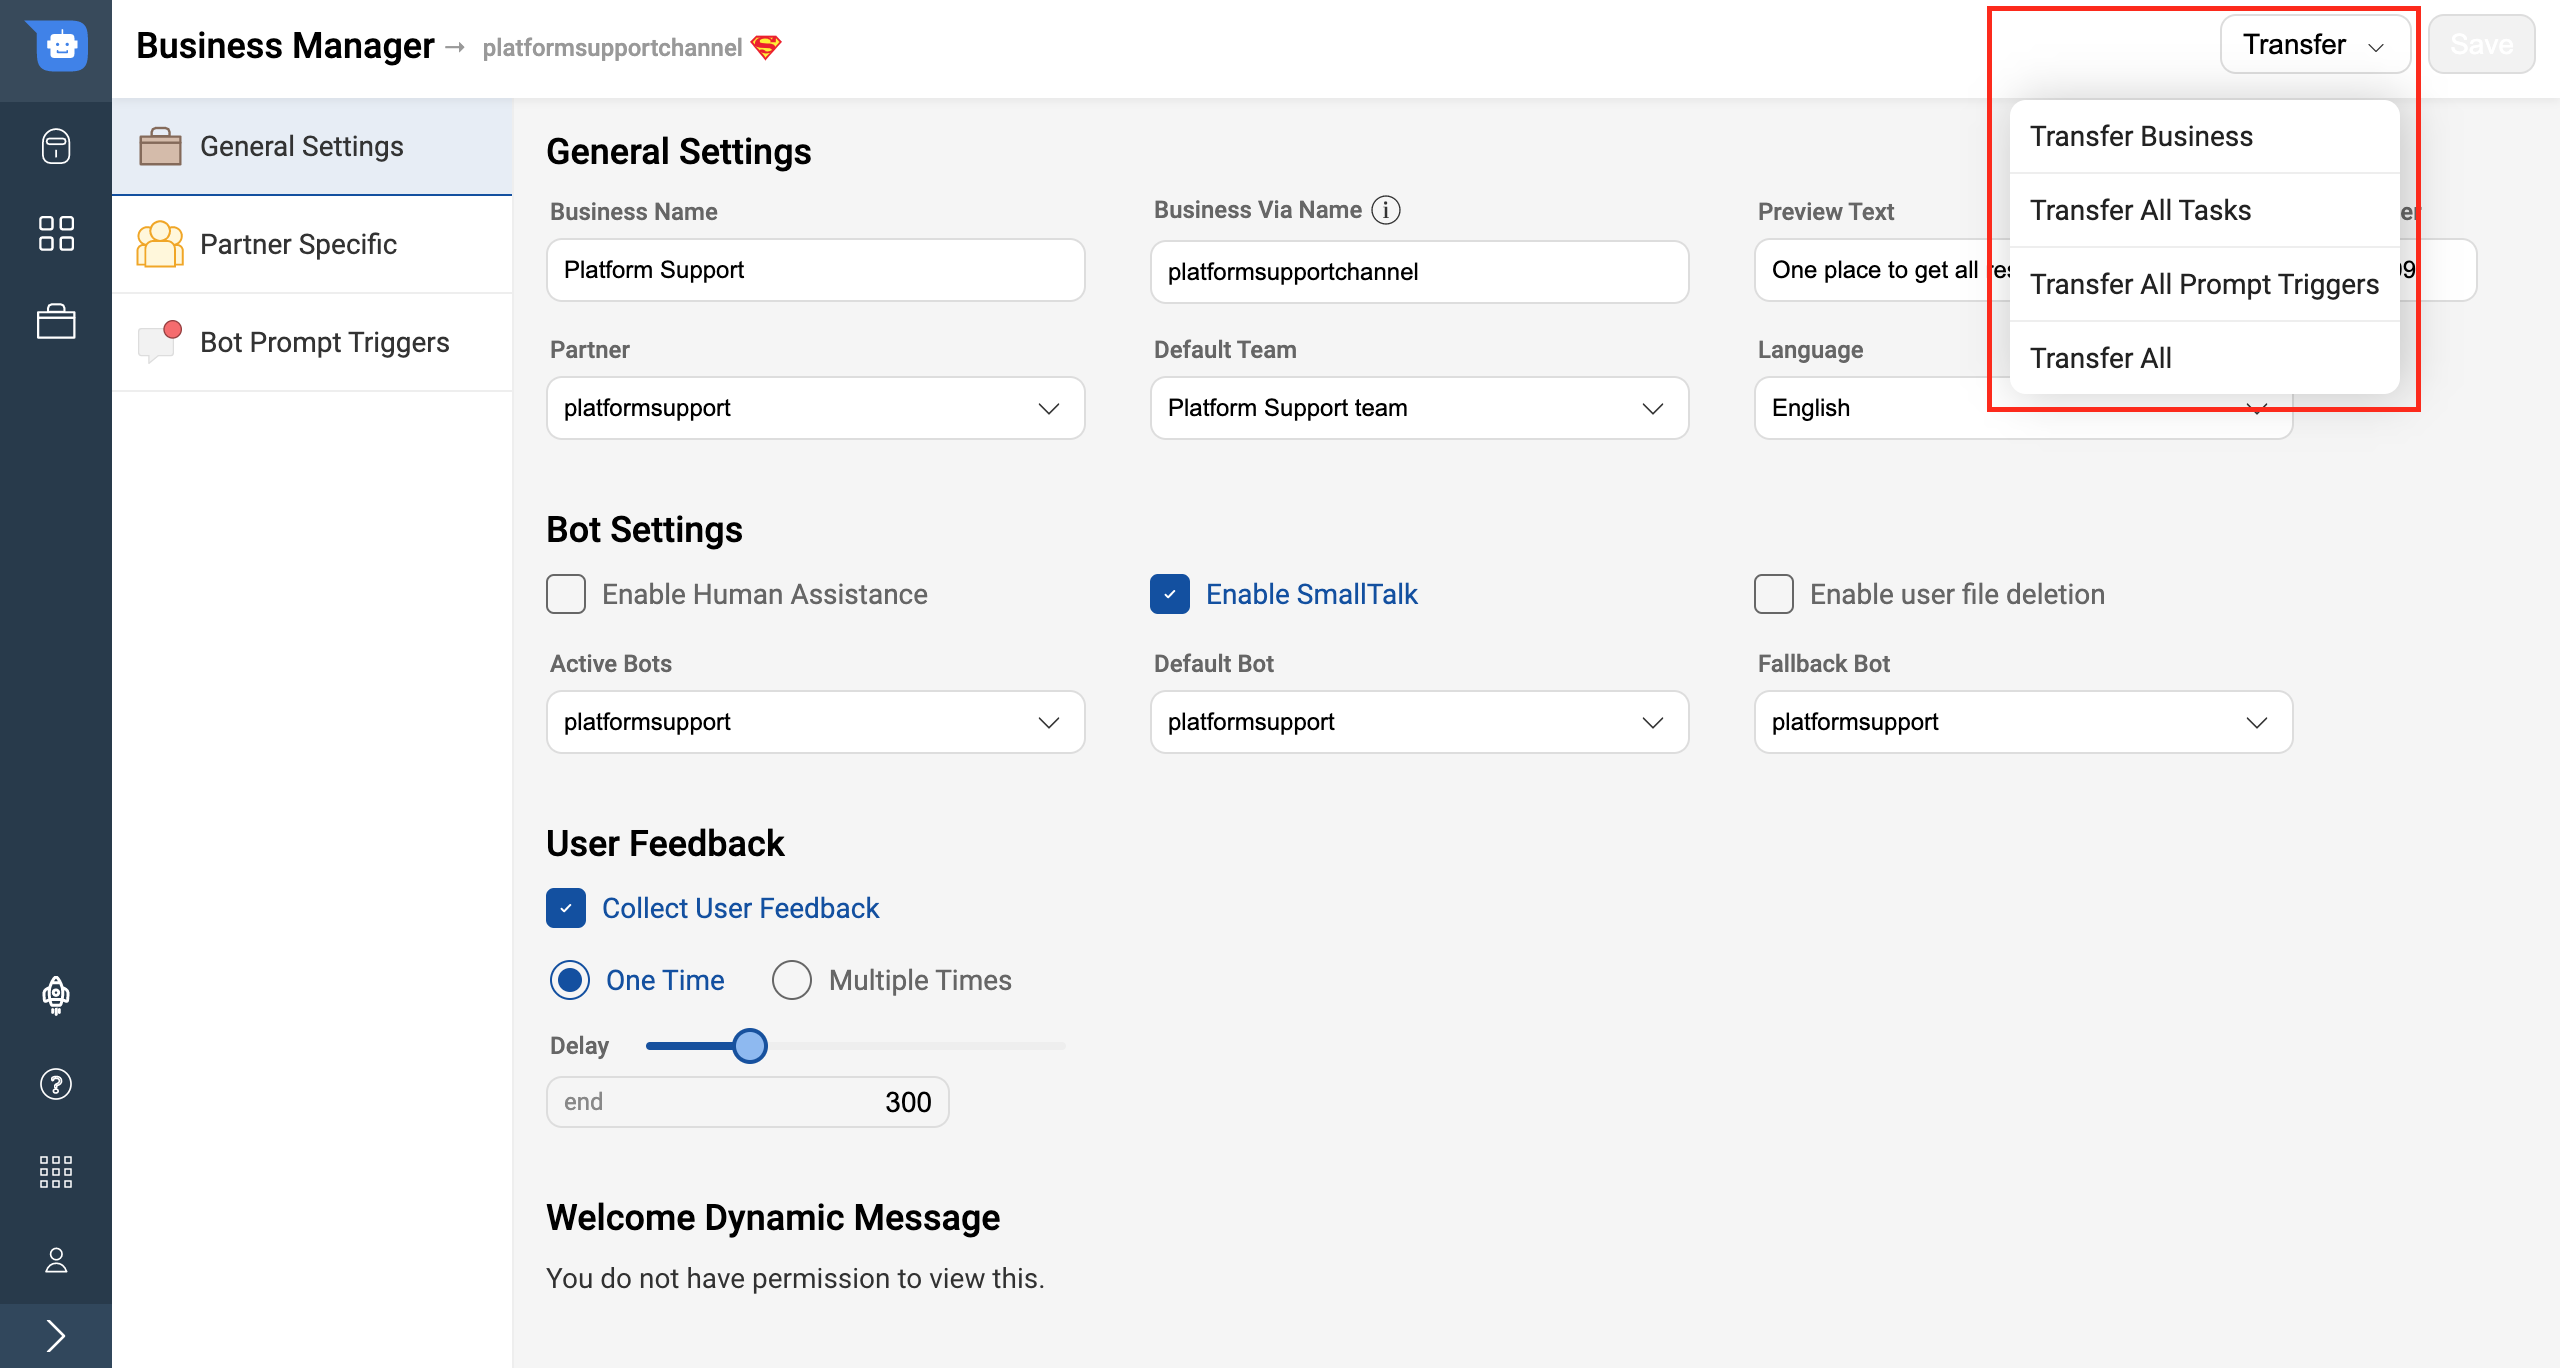 Business Manager → platformsupportchannel
Transfer
Save
General Settings
Partner Specific
Bot Prompt Triggers
Transfer Business
Transfer All Tasks
Transfer All Prompt Triggers
Transfer All
General Settings
Business Name
Business Via Name
Preview Text
Platform Support
platformsupportchannel
One place to get all
Partner
Default Team
Language
platformsupport
Platform Support team
English
Bot Settings
Enable Human Assistance
Enable SmallTalk
Enable user file deletion
Active Bots
Default Bot
Fallback Bot
platformsupport
platformsupport
platformsupport
User Feedback
Collect User Feedback
One Time
Multiple Times
Delay
end 300
Welcome Dynamic Message
You do not have permission to view this.